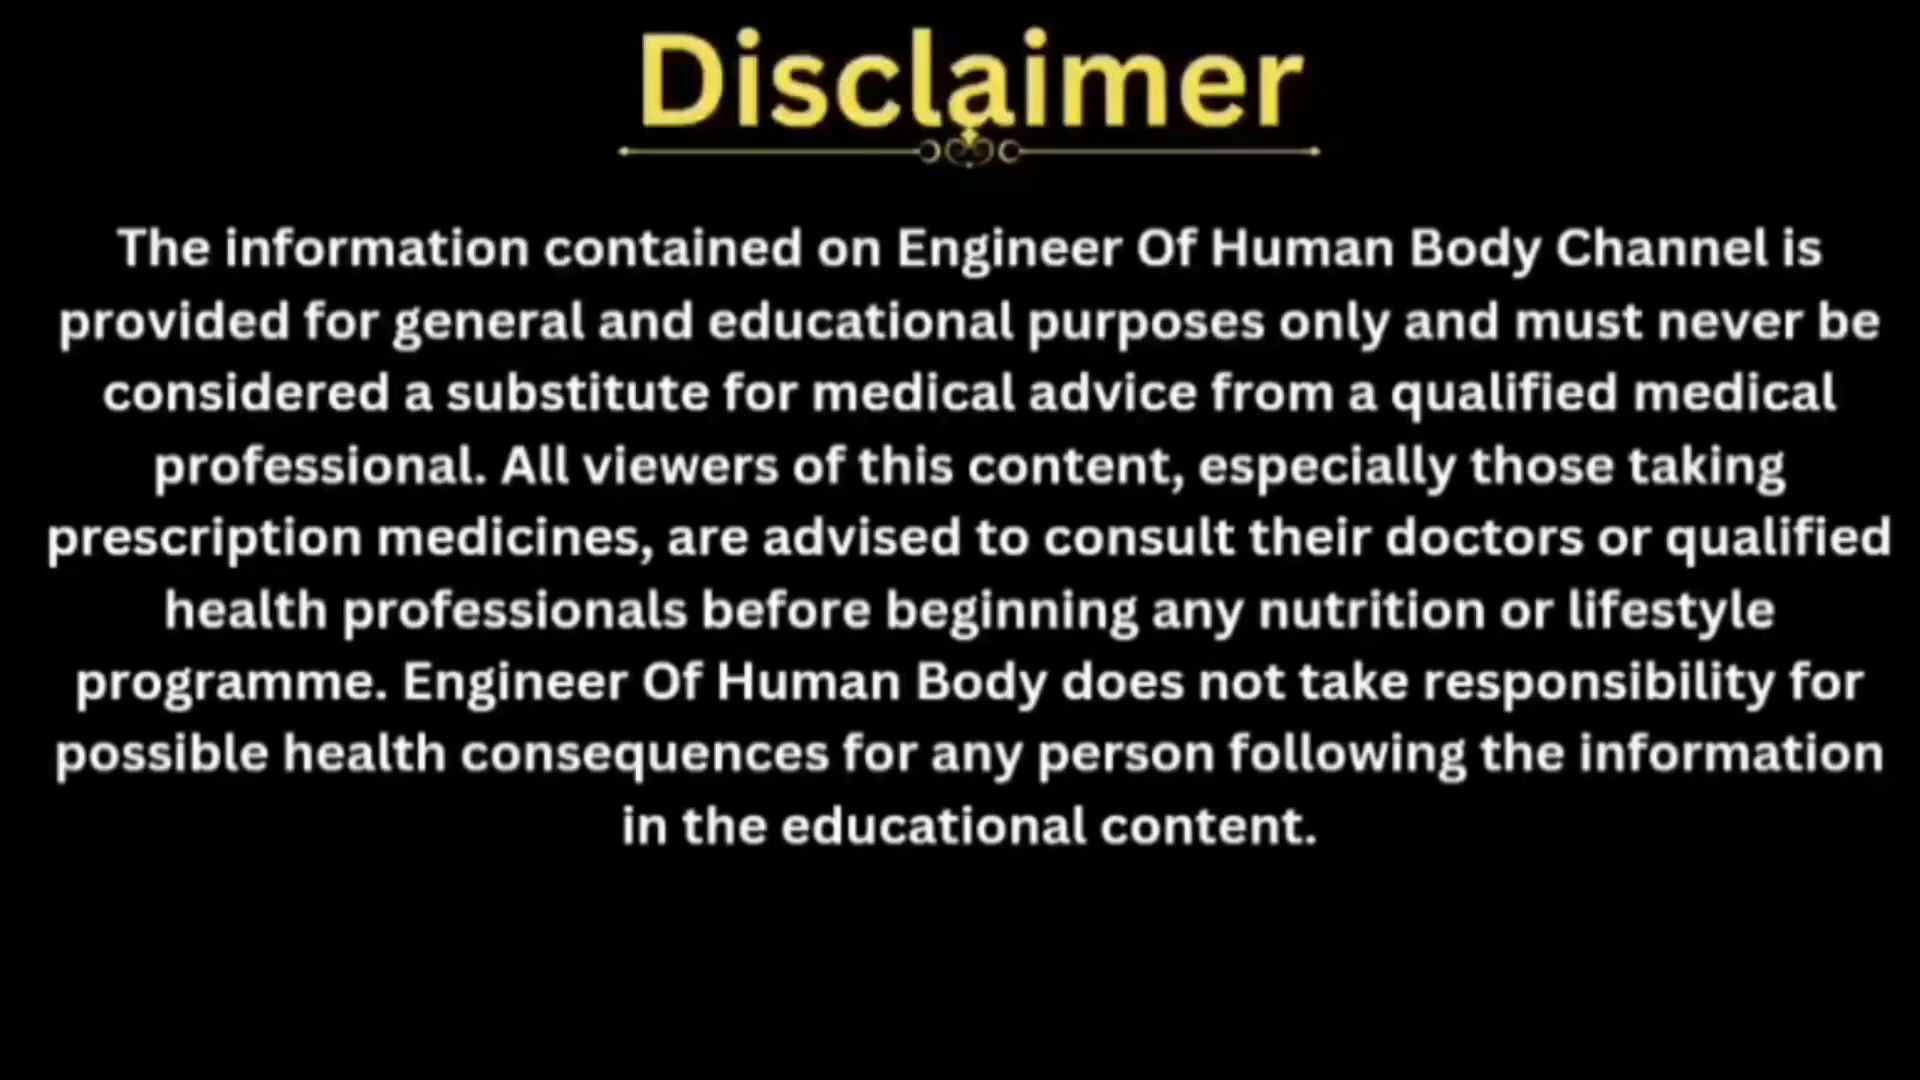 Disclaimer
The information contained on Engineer Of Human Body Channel is
provided for general and educational purposes only and must never be
considered a substitute for medical advice from a qualified medical
professional. All viewers of this content, especially those taking
prescription medicines, are advised to consult their doctors or qualified
health professionals before beginning any nutrition or lifestyle
programme. Engineer Of Human Body does not take responsibility for
possible health consequences for any person following the information
in the educational content.